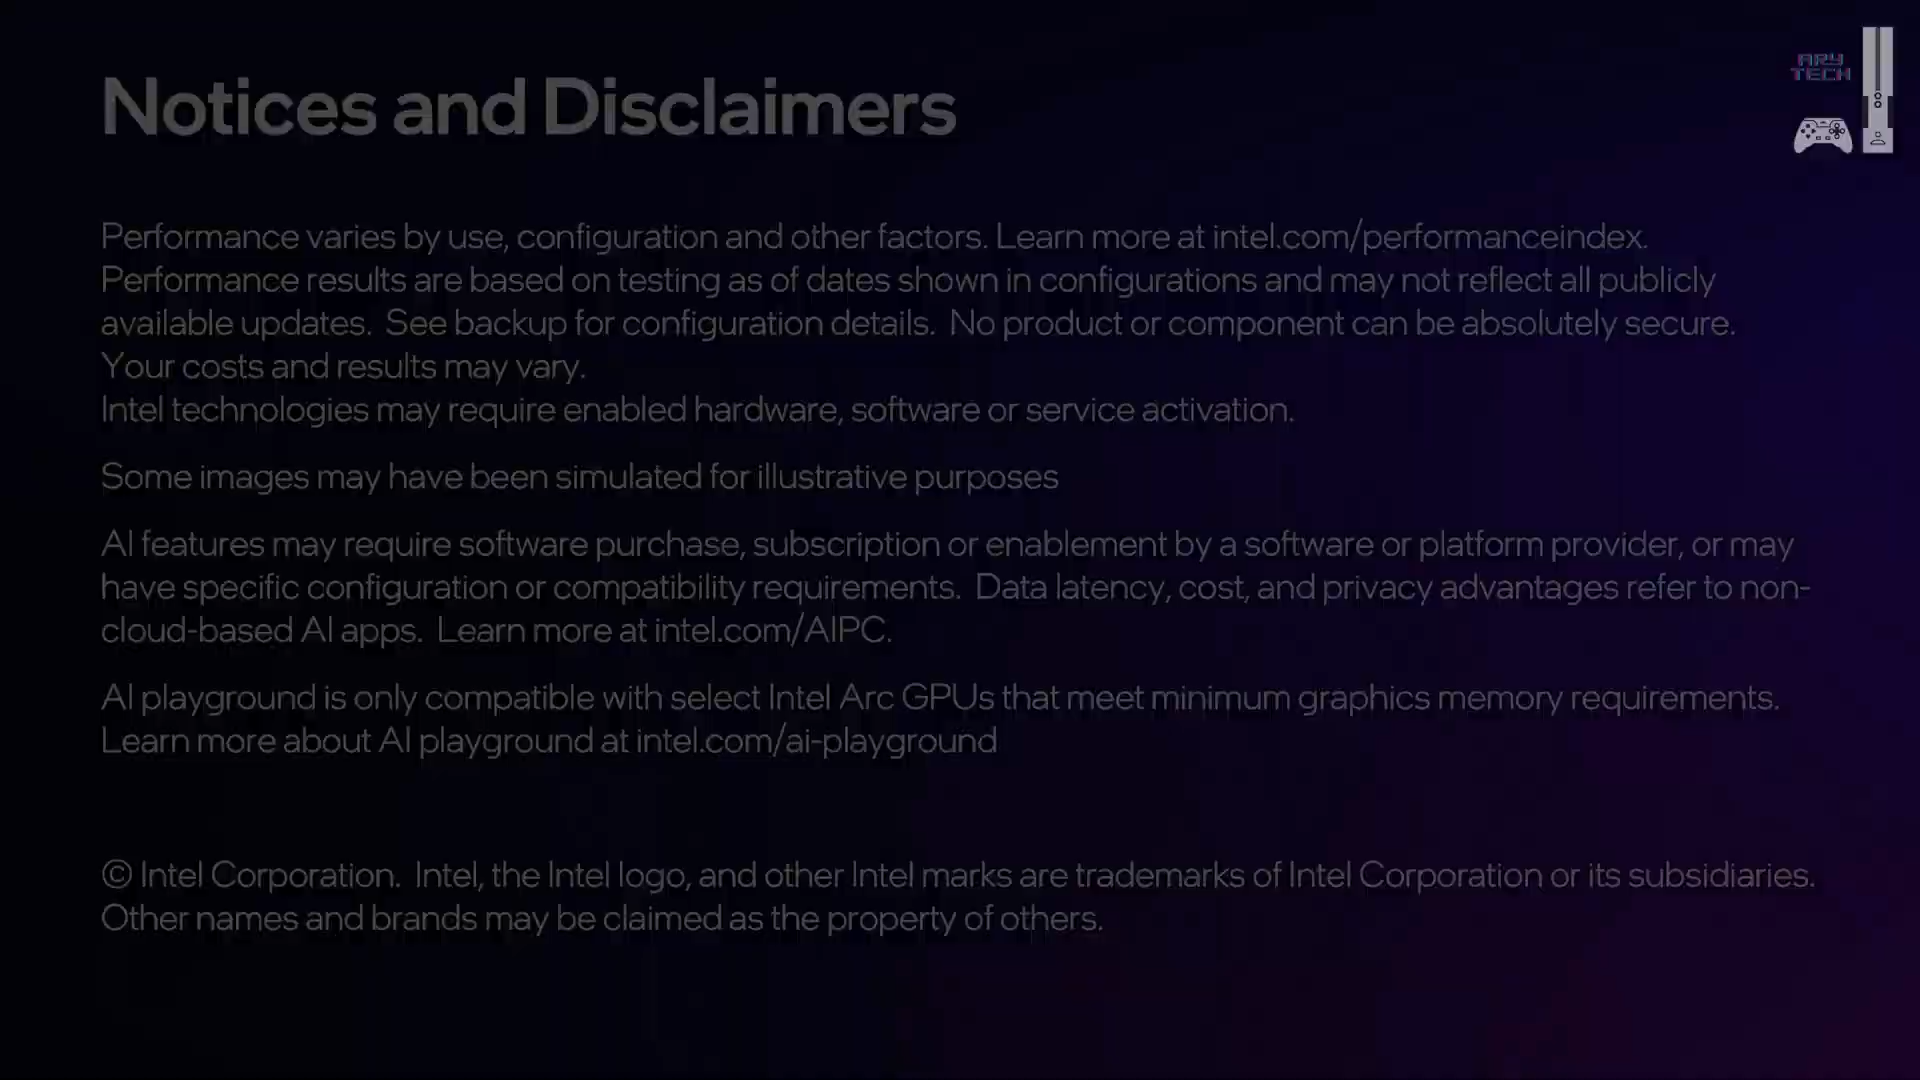 Notices and Disclaimers
ARY
TECH
Performance varies by use, configuration and other factors. Learn more at intel.com/performanceindex.
Performance results are based on testing as of dates shown in configurations and may not reflect all publicly
available updates.  See backup for configuration details.  No product or component can be absolutely secure.
Your costs and results may vary.
Intel technologies may require enabled hardware, software or service activation.
Some images may have been simulated for illustrative purposes
AI features may require software purchase, subscription or enablement by a software or platform provider, or may
have specific configuration or compatibility requirements.  Data latency, cost, and privacy advantages refer to non-
cloud-based AI apps.  Learn more at intel.com/AIPC.
AI playground is only compatible with select Intel Arc GPUs that meet minimum graphics memory requirements.
Learn more about AI playground at intel.com/ai-playground
© Intel Corporation.  Intel, the Intel logo, and other Intel marks are trademarks of Intel Corporation or its subsidiaries.
Other names and brands may be claimed as the property of others.